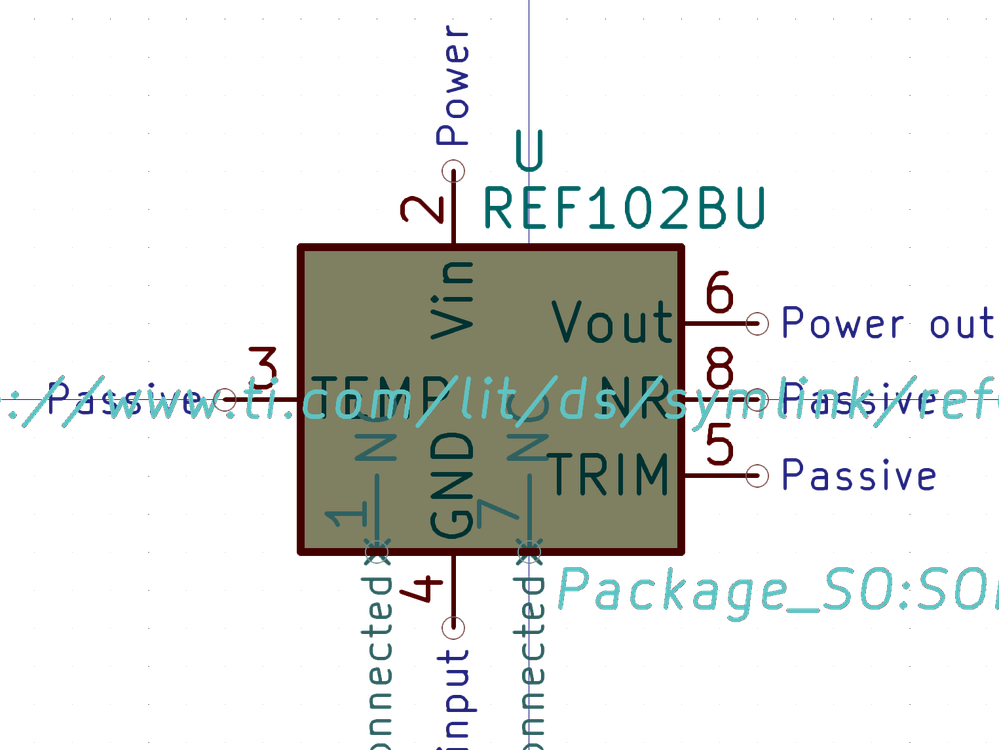 Power
U
2
REF102BU
Vin
6
Vout
Power out
3
8
Passive
TEMP
NR
Passive
://www.ti.com/lit/ds/symlink/ref
NC
NC
5
GND
TRIM
Passive
1
7
4
Package_SO:SO
onnected
onnected
input